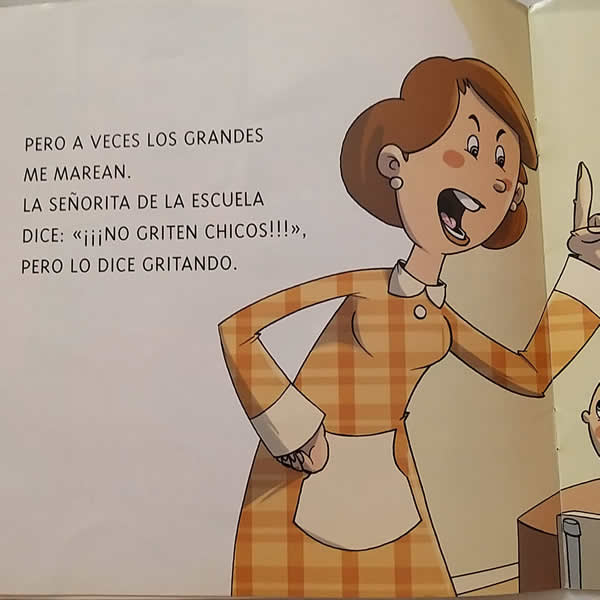 PERO A VECES LOS GRANDES
ME MAREAN.
LA SEÑORITA DE LA ESCUELA
DICE: «¡¡¡NO GRITEN CHICOS!!!»,
PERO LO DICE GRITANDO.